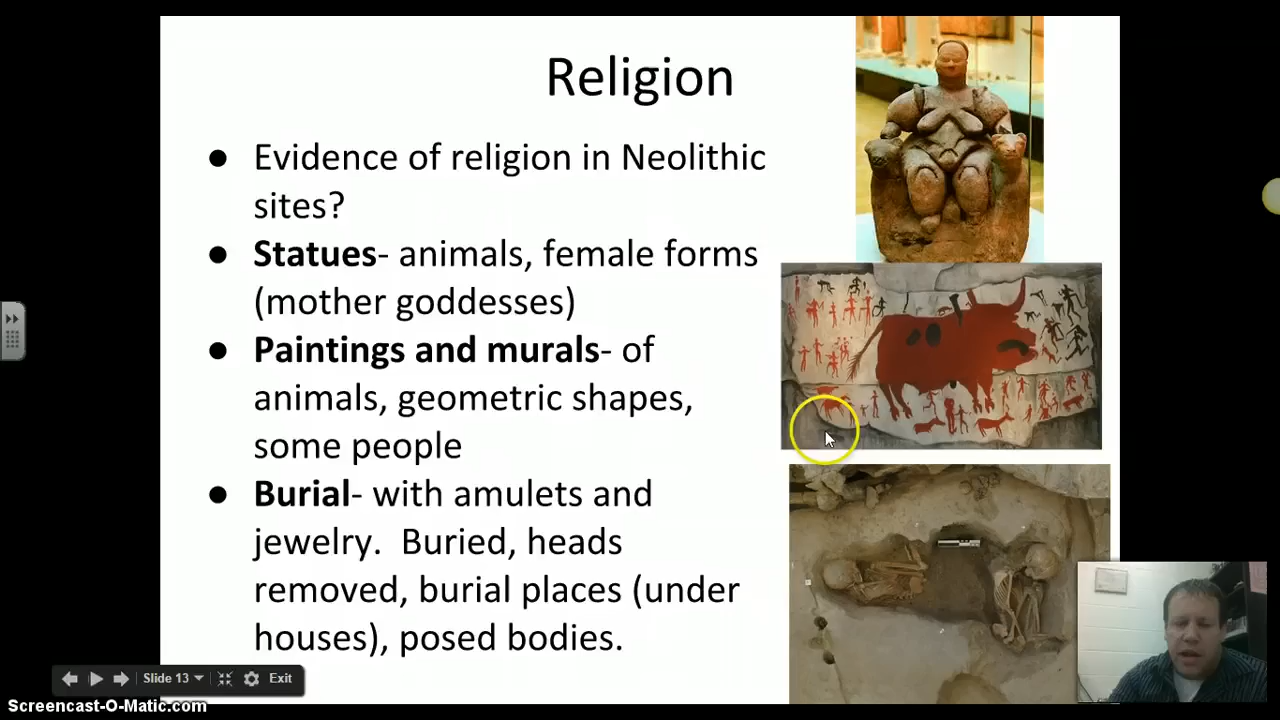 Religion
● Evidence of religion in Neolithic
sites?
● Statues- animals, female forms
(mother goddesses)
● Paintings and murals- of
animals, geometric shapes,
some people
● Burial- with amulets and
jewelry.  Buried, heads
removed, burial places (under
houses), posed bodies.
Slide 13
Exit
Screencast-O-Matic.com